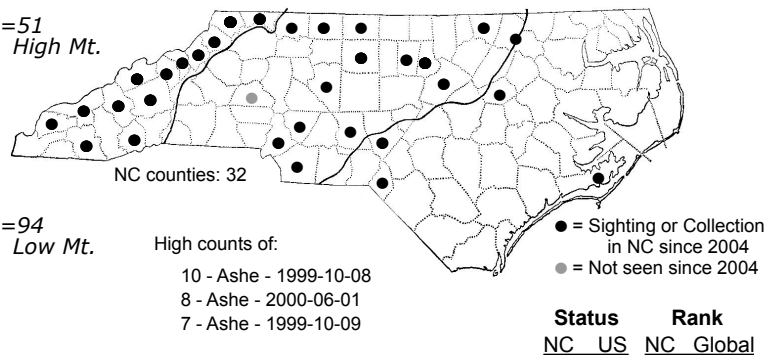 =51
High Mt.
NC counties: 32
=94
Low Mt.
High counts of:
10 - Ashe - 1999-10-08
8 - Ashe - 2000-06-01
7 - Ashe - 1999-10-09
= Sighting or Collection
in NC since 2004
= Not seen since 2004
Status Rank
NC US NC Global